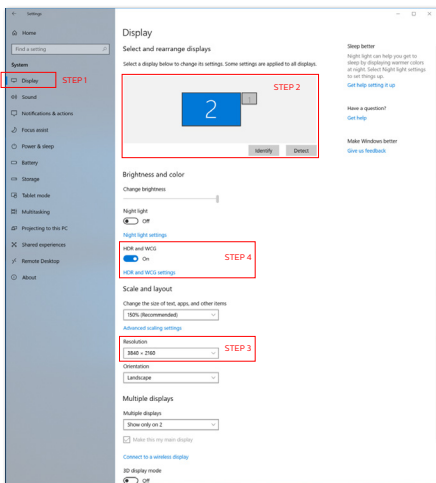 Settings
Home
Find a setting
System
Display
STEP 1
Sound
Notifications & actions
Focus assist
Power & sleep
Battery
Storage
Tablet mode
Multitasking
Projecting to this PC
Shared experiences
Remote Desktop
About
Display
Select and rearrange displays
Select a display below to change its settings. Some settings are applied to all displays.
STEP 2
2
1
Identify
Detect
Brightness and color
Change brightness
Night light
Off
Night light settings
HDR and WCG
On
STEP 4
HDR and WCG settings
Scale and layout
Change the size of text, apps, and other items
150% (Recommended)
Advanced scaling settings
Resolution
3840 × 2160
STEP 3
Orientation
Landscape
Multiple displays
Multiple displays
Show only on 2
Make this my main display
Connect to a wireless display
3D display mode
Off
Sleep better
Night light can help you get to
sleep by displaying warmer colors
at night. Select Night light settings
to set things up.
Get help setting it up
Have a question?
Get help
Make Windows better
Give us feedback